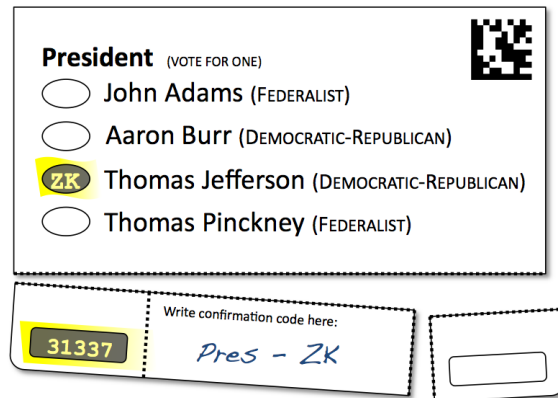 President (VOTE FOR ONE)
John Adams (FEDERALIST)
Aaron Burr (DEMOCRATIC-REPUBLICAN)
ZK Thomas Jefferson (DEMOCRATIC-REPUBLICAN)
Thomas Pinckney (FEDERALIST)
Write confirmation code here:
31337 Pres - ZK